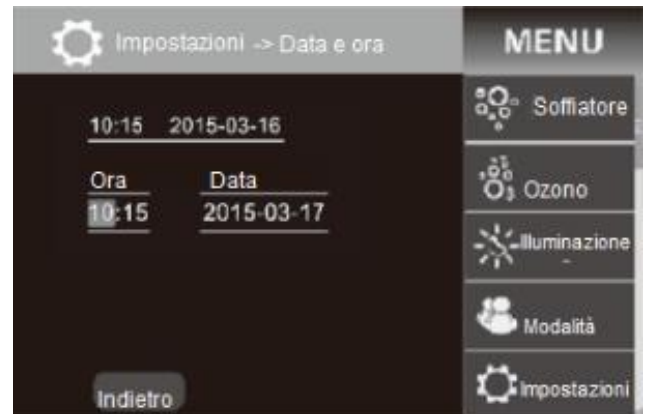 Impostazioni -> Data e ora
MENU
10:15 2015-03-16
Ora Data
10:15 2015-03-17
Indietro
Soffiatore
Ozono
Illuminazione
Modalità
Impostazioni